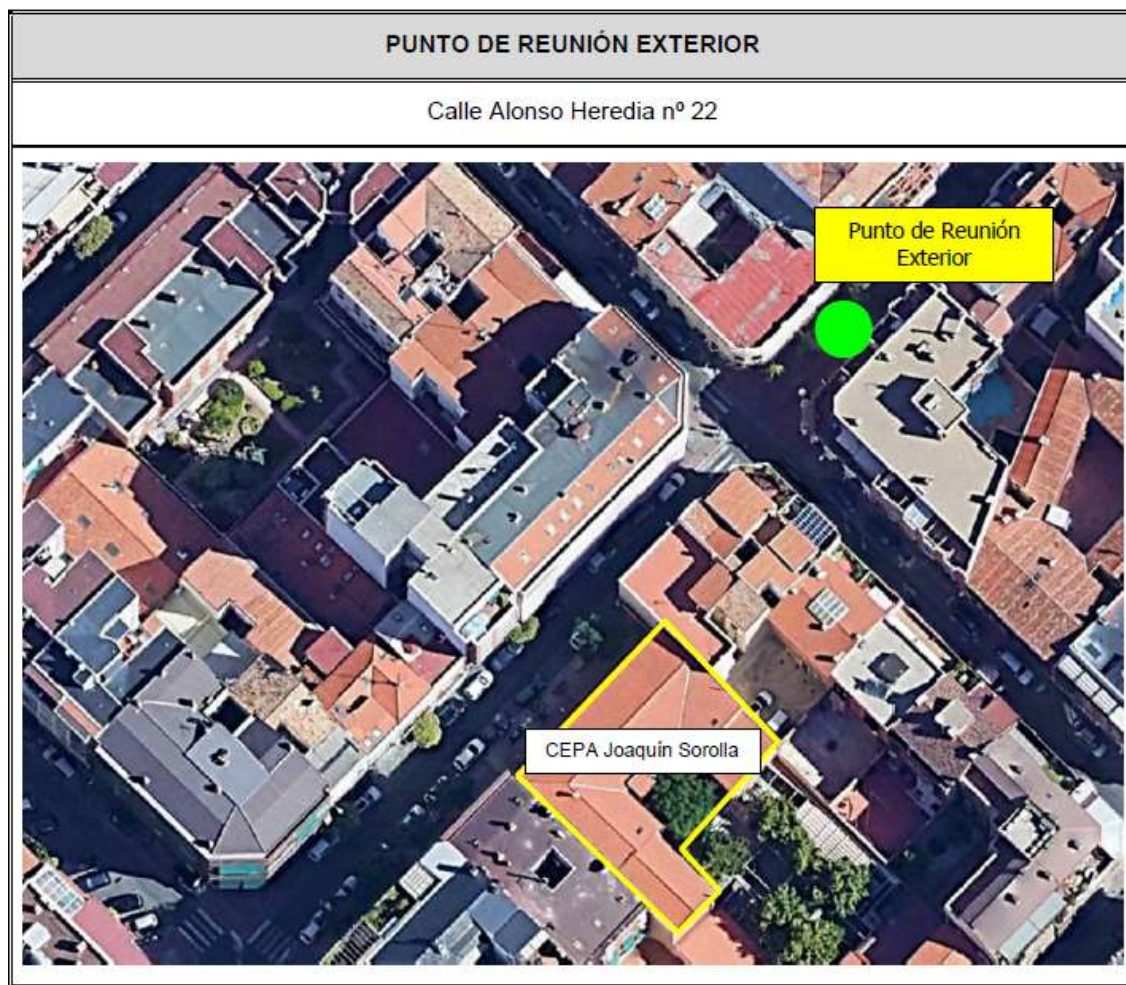 PUNTO DE REUNIÓN EXTERIOR
Calle Alonso Heredia nº 22
Punto de Reunión
Exterior
CEPA Joaquín Sorolla